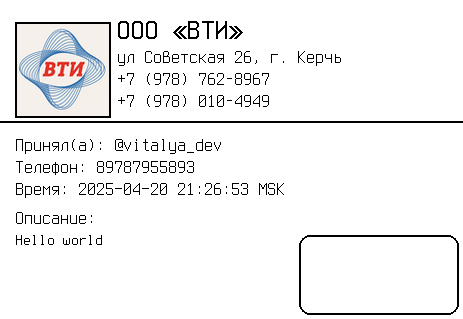 ВТИ
ООО «ВТИ»
ул Советская 26, г. Керчь
+7 (978) 762-8967
+7 (978) 010-4949
Принял(а): @vitalya_dev
Телефон: 89787955893
Время: 2025-04-20 21:26:53 MSK
Описание:
Hello world